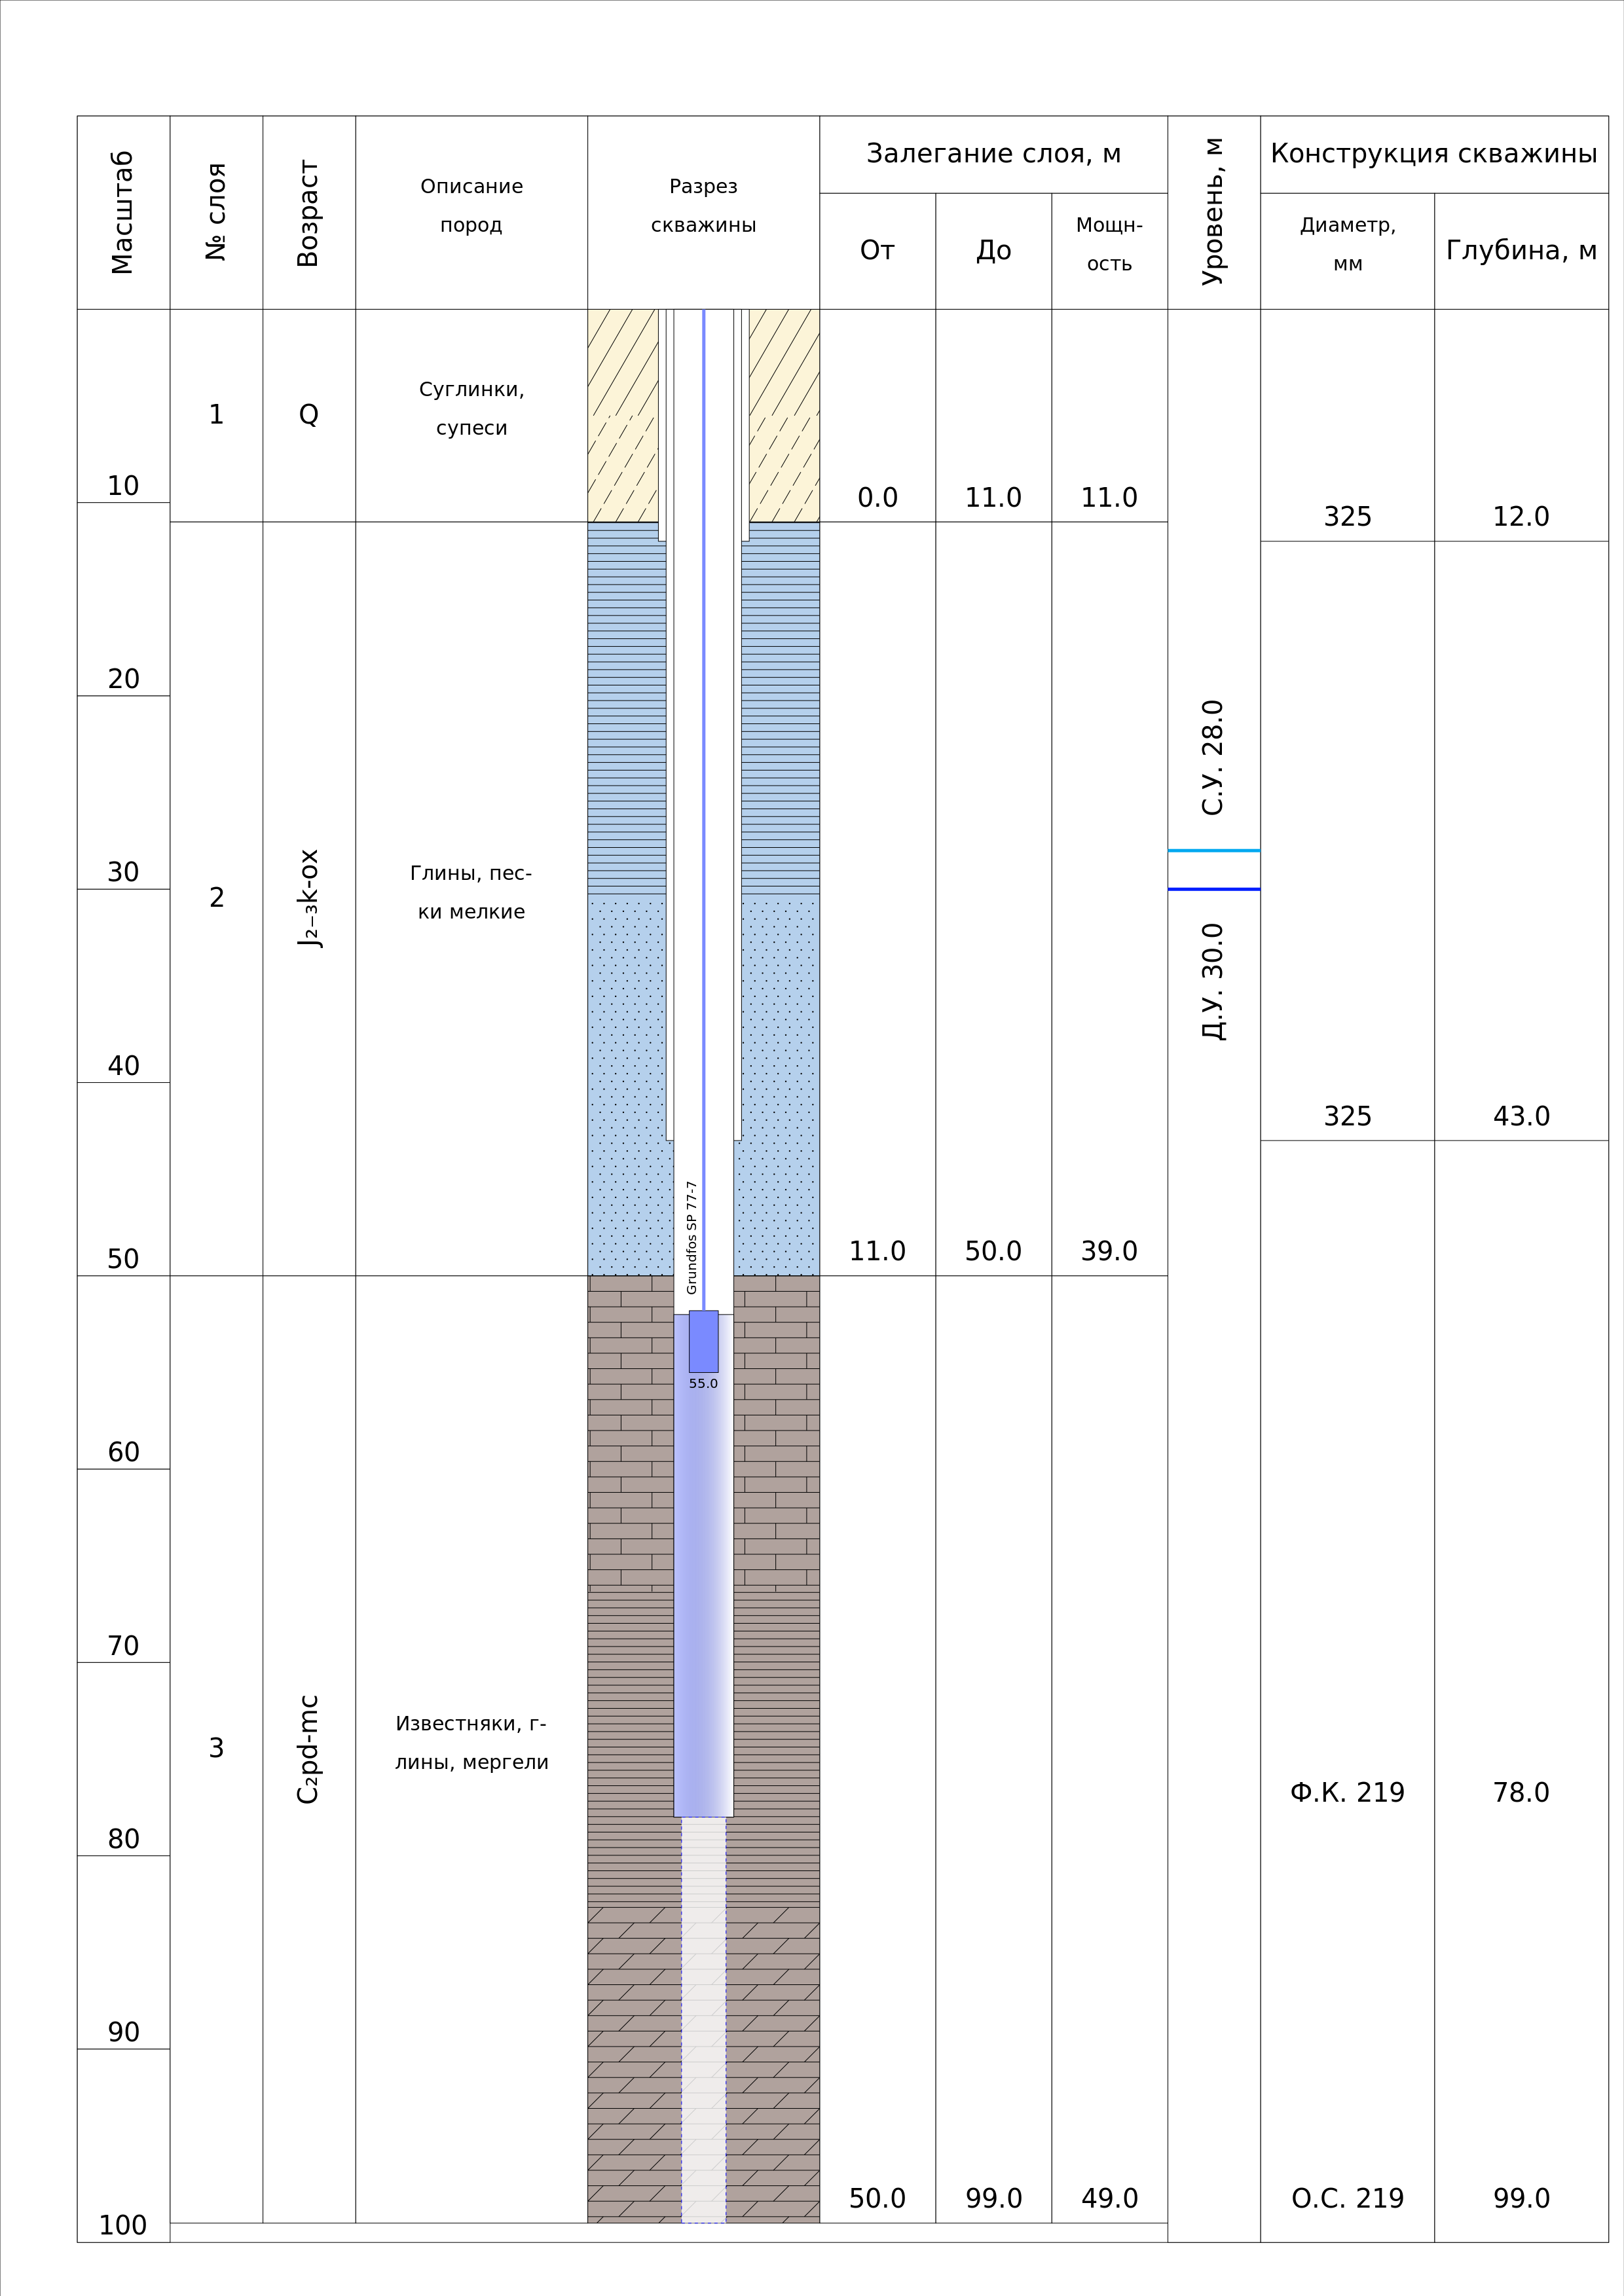 Масштаб
№ слоя
Возраст
Описание
пород
Разрез
скважины
Залегание слоя, м
От
До
Мощн-
ость
Уровень, м
Конструкция скважины
Диаметр,
мм
Глубина, м
10
20
30
40
50
60
70
80
90
100
1
Q
Суглинки,
супеси
0.0
11.0
11.0
2
J₂₋₃k-ox
Глины, пес-
ки мелкие
11.0
50.0
39.0
3
C₂pd-mc
Известняки, г-
лины, мергели
50.0
99.0
49.0
Grundfos SP 77-7
55.0
С.У. 28.0
Д.У. 30.0
325
12.0
325
43.0
Ф.К. 219
78.0
О.С. 219
99.0